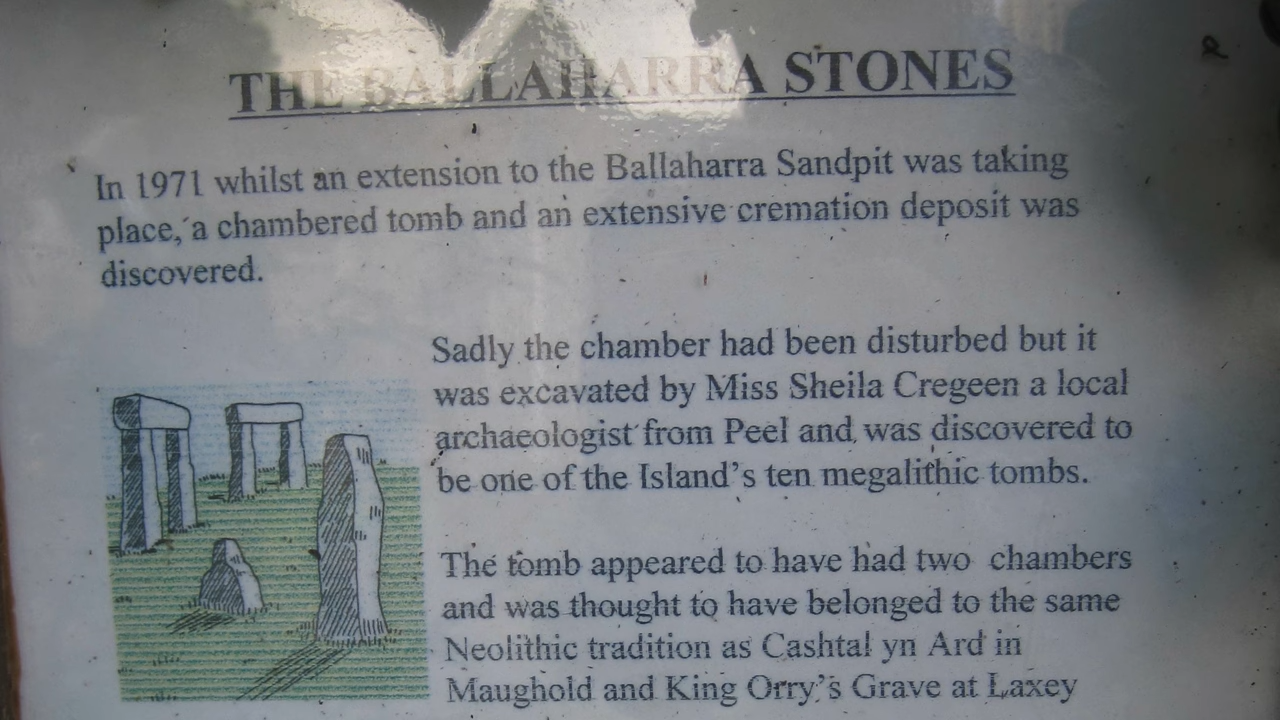 THE BALLAHARRA STONES
In 1971 whilst an extension to the Ballaharra Sandpit was taking
place, a chambered tomb and an extensive cremation deposit was
discovered.
Sadly the chamber had been disturbed but it
was excavated by Miss Sheila Cregeen a local
archaeologist from Peel and was discovered to
be one of the Island's ten megalithic tombs.
The tomb appeared to have had two chambers
and was thought to have belonged to the same
Neolithic tradition as Cashtal yn Ard in
Maughold and King Orry's Grave at Laxey